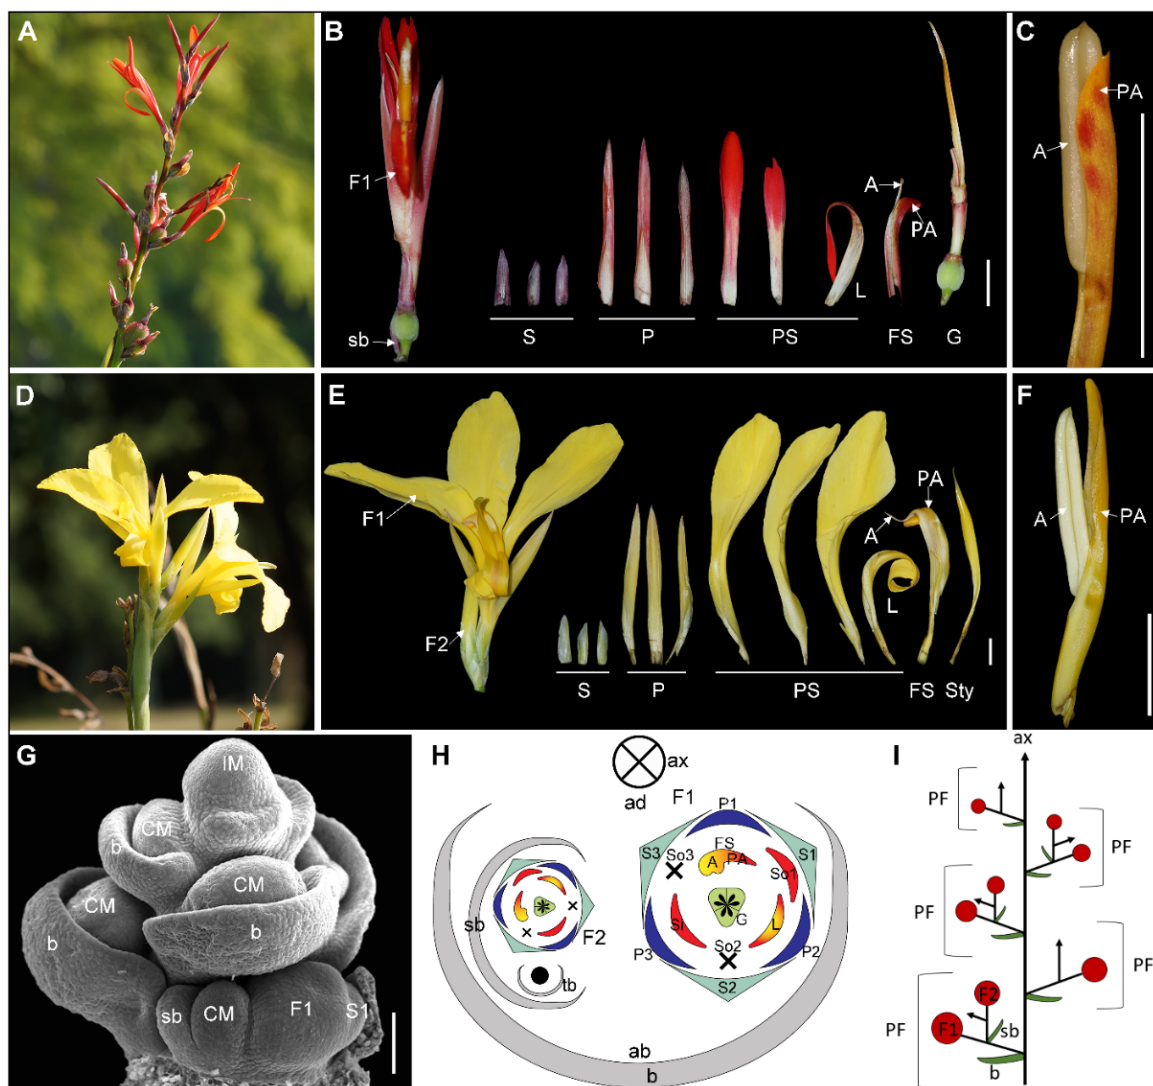 A
B
F1
sb
S
P
PS
L
A
PA
FS
G
C
A
PA
D
E
F1
F2
S
P
PS
A
PA
L
FS
Sty
F
A
PA
G
IM
CM
b
CM
CM
b
b
sb
CM
F1
S1
H
ax
ad
F1
P1
S3
So3
FS
A
PA
S1
So1
sb
F2
Si
G
L
P3
So2
P2
S2
tb
ab
b
I
ax
PF
PF
PF
PF
PF
F2
F1
sb
b